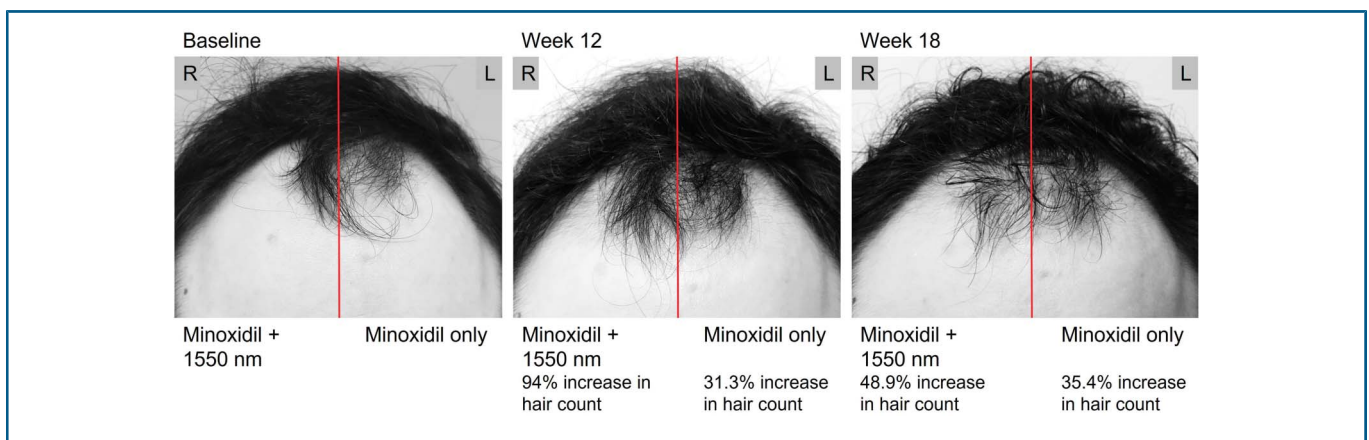 Baseline
R
L
Minoxidil +
1550 nm
Minoxidil only
Week 12
R
L
Minoxidil +
1550 nm
94% increase in
hair count
Minoxidil only
31.3% increase
in hair count
Week 18
R
L
Minoxidil +
1550 nm
48.9% increase
in hair count
Minoxidil only
35.4% increase
in hair count